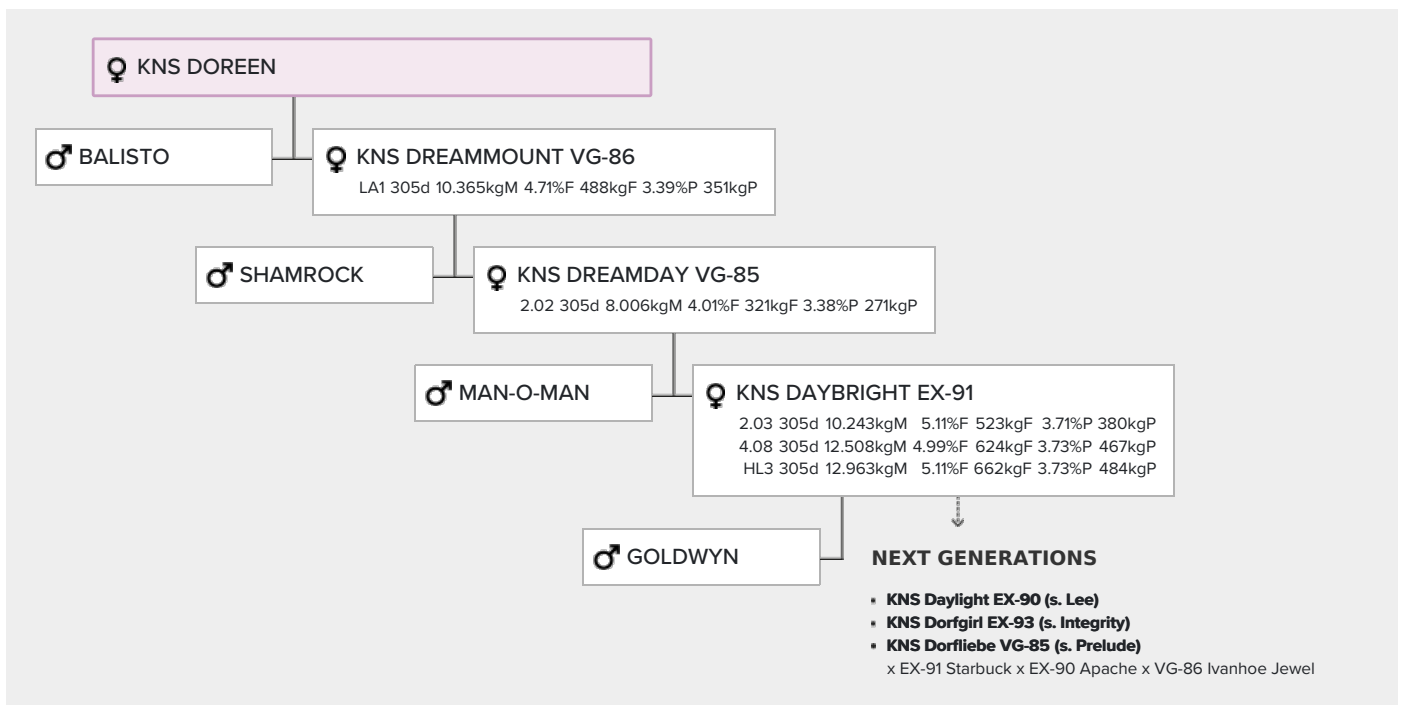 KNS DOREEN
BALISTO
KNS DREAMMOUNT VG-86
LA1 305d 10.365kgM 4.71%F 488kgF 3.39%P 351kgP
SHAMROCK
KNS DREAMDAY VG-85
2.02 305d 8.006kgM 4.01%F 321kgF 3.38%P 271kgP
MAN-O-MAN
KNS DAYBRIGHT EX-91
2.03 305d 10.243kgM 5.11%F 523kgF 3.71%P 380kgP
4.08 305d 12.508kgM 4.99%F 624kgF 3.73%P 467kgP
HL3 305d 12.963kgM 5.11%F 662kgF 3.73%P 484kgP
GOLDWYN
NEXT GENERATIONS
KNS Daylight EX-90 (s. Lee)
KNS Dorfgirl EX-93 (s. Integrity)
KNS Dorfliebe VG-85 (s. Prelude)
x EX-91 Starbuck x EX-90 Apache x VG-86 Ivanhoe Jewel